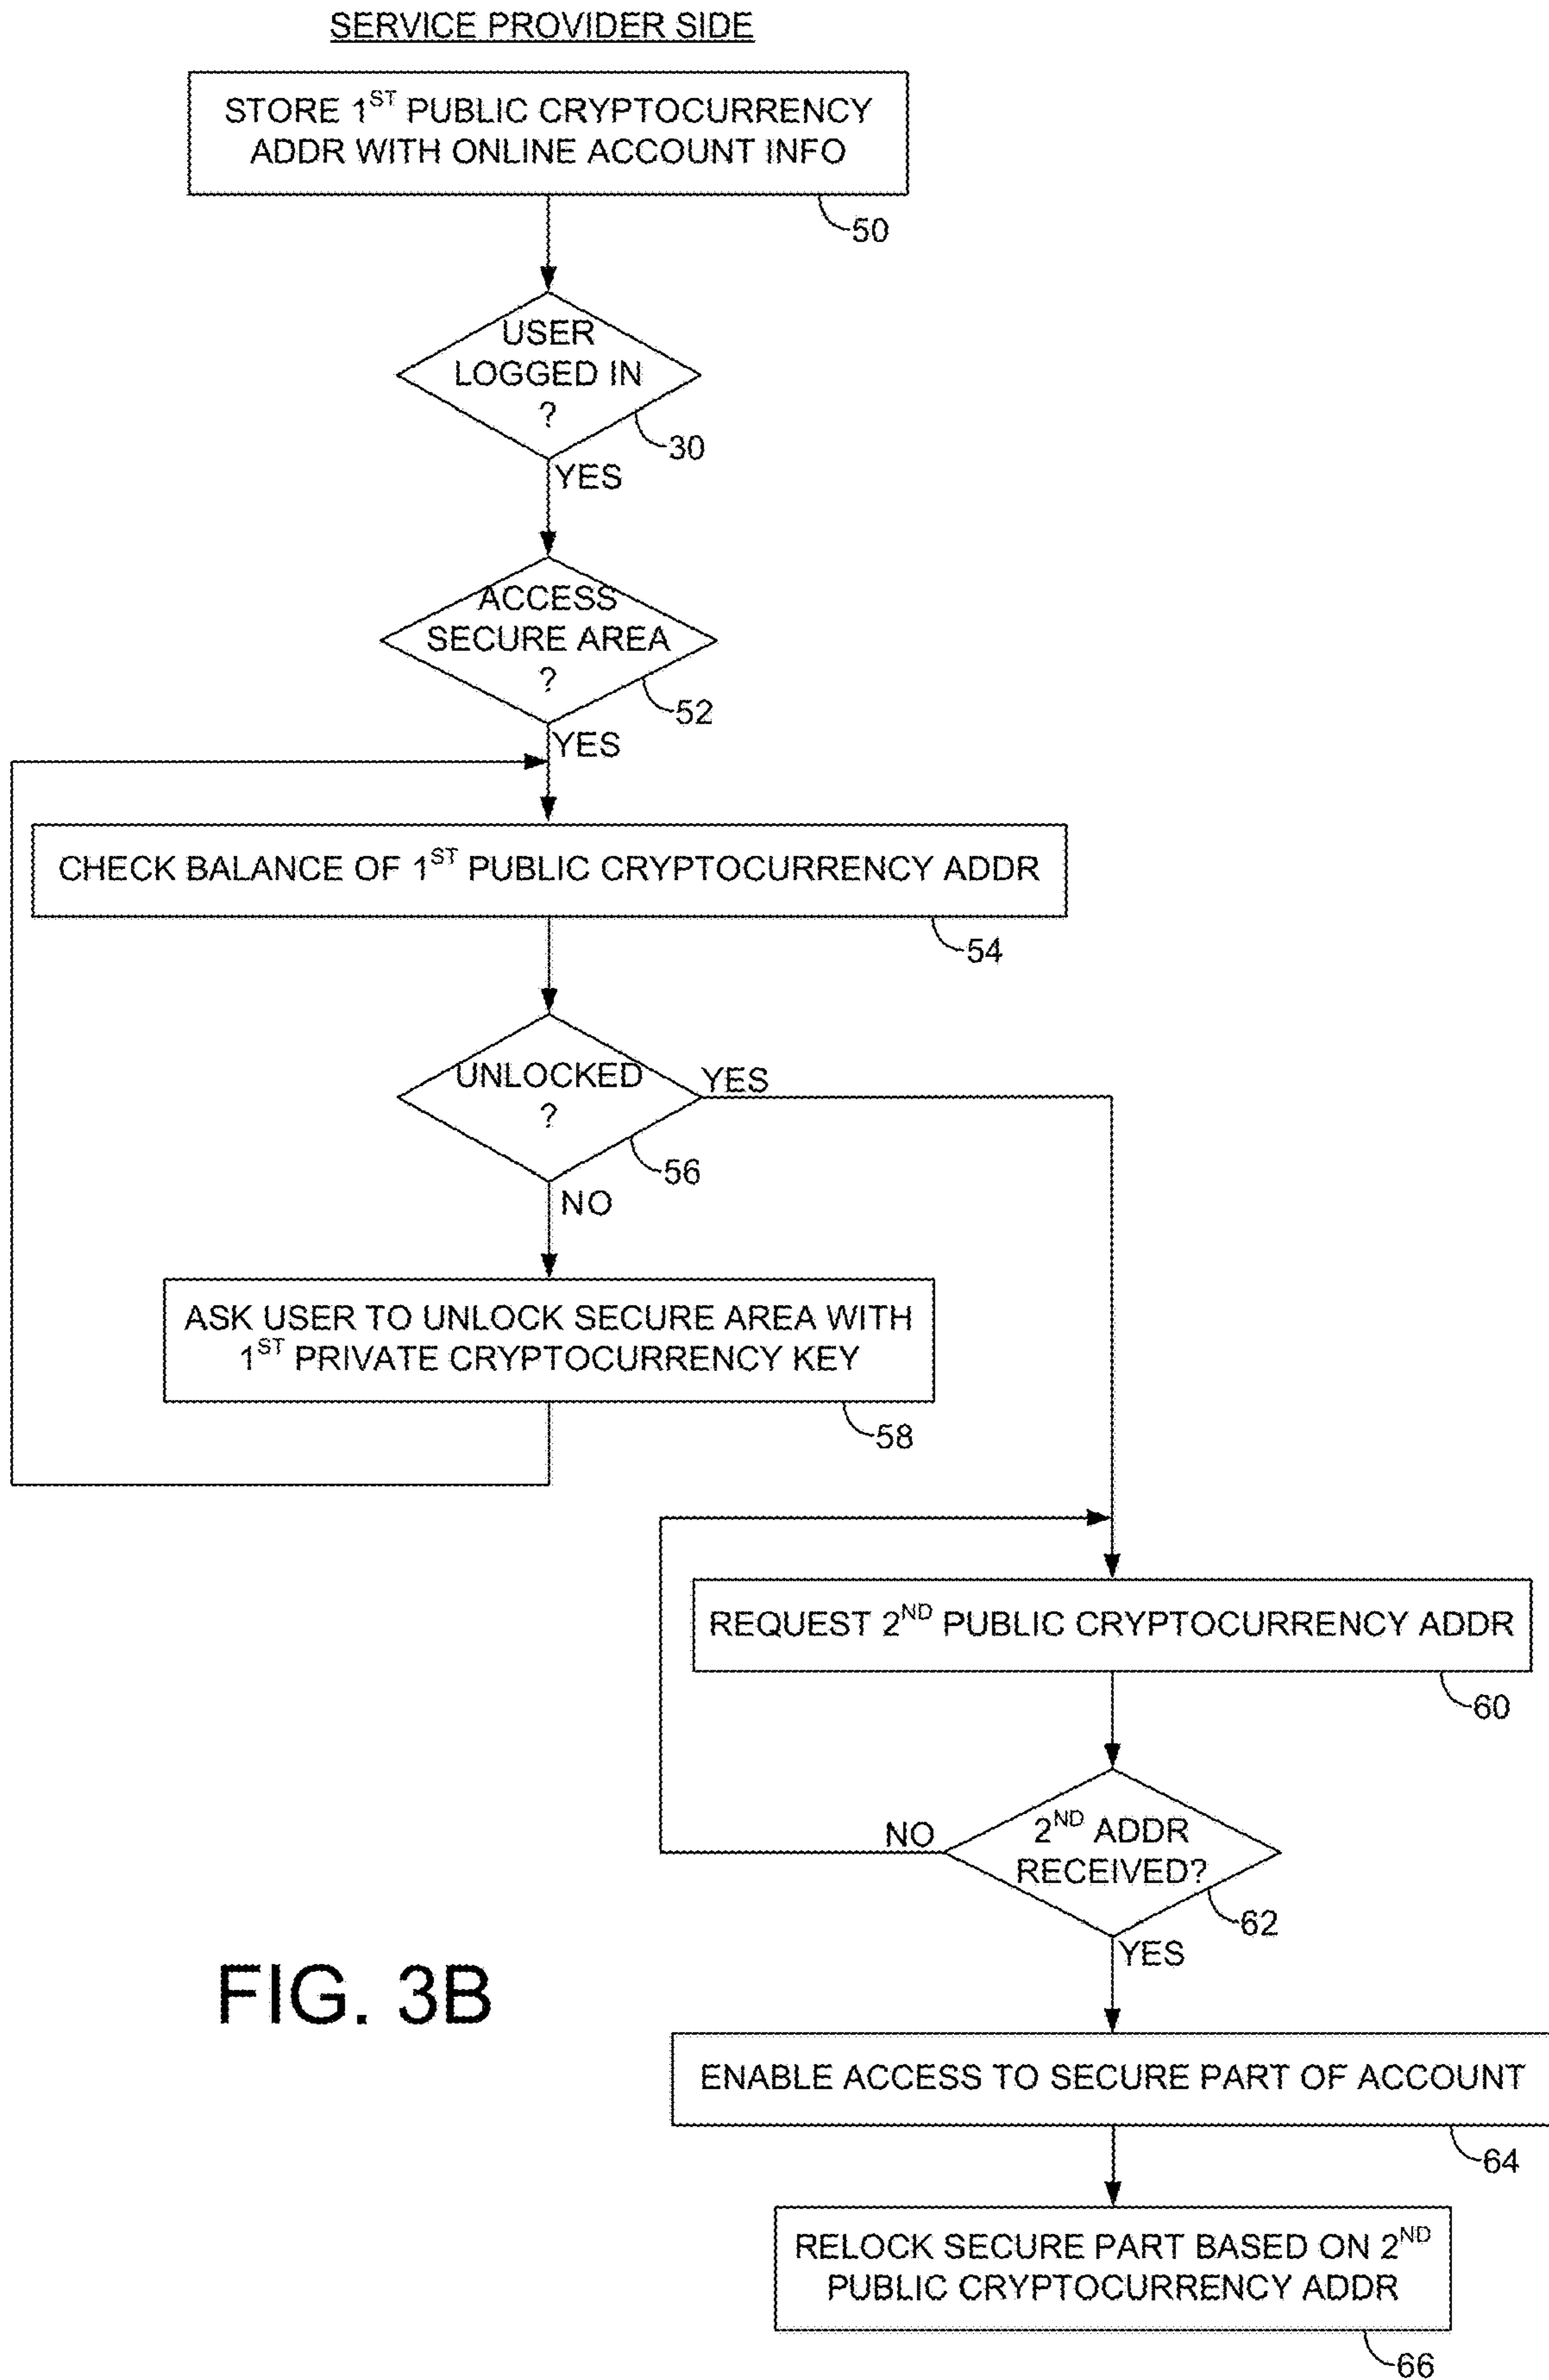 SERVICE PROVIDER SIDE
STORE 1ST PUBLIC CRYPTOCURRENCY
ADDR WITH ONLINE ACCOUNT INFO
50
USER
LOGGED IN
?
30
YES
ACCESS
SECURE AREA
?
52
YES
CHECK BALANCE OF 1ST PUBLIC CRYPTOCURRENCY ADDR
54
UNLOCKED
?
YES
56
NO
ASK USER TO UNLOCK SECURE AREA WITH
1ST PRIVATE CRYPTOCURRENCY KEY
58
REQUEST 2ND PUBLIC CRYPTOCURRENCY ADDR
60
NO
2ND ADDR
RECEIVED?
62
YES
FIG. 3B
ENABLE ACCESS TO SECURE PART OF ACCOUNT
64
RELOCK SECURE PART BASED ON 2ND
PUBLIC CRYPTOCURRENCY ADDR
66